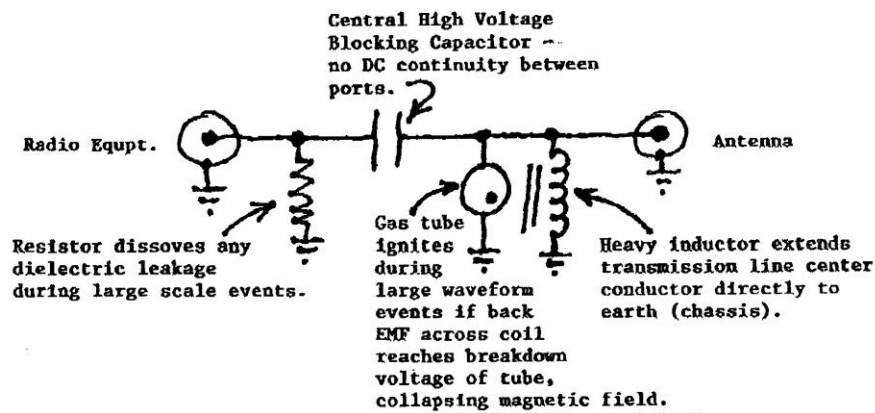 Central High Voltage
Blocking Capacitor -
no DC continuity between
ports.
Radio Equpt.
Antenna
Resistor dissoves any
dielectric leakage
during large scale events.
Gas tube
ignites
during
large waveform
events if back
EMF across coil
reaches breakdown
voltage of tube,
collapsing magnetic field.
Heavy inductor extends
transmission line center
conductor directly to
earth (chassis).